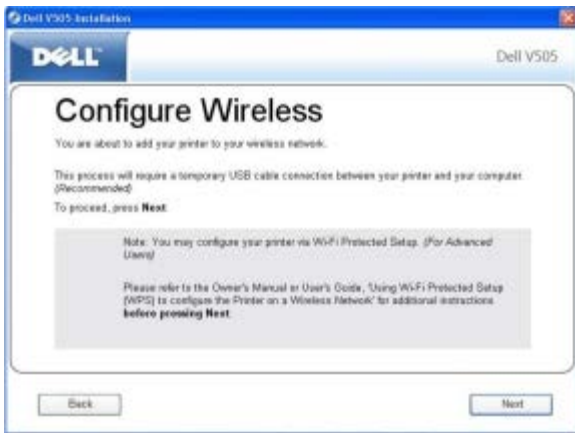 Dell V505 Installation
DELL
Dell V505
Configure Wireless
You are about to add your printer to your wireless network.
This process will require a temporary USB cable connection between your printer and your computer.
(Recommended)
To proceed, press Next.
Note: You may configure your printer via Wi-Fi Protected Setup. (For Advanced
Users)
Please refer to the Owner's Manual or User's Guide, 'Using Wi-Fi Protected Setup
(WPS) to configure the Printer on a Wireless Network' for additional instructions
before pressing Next.
Back
Next